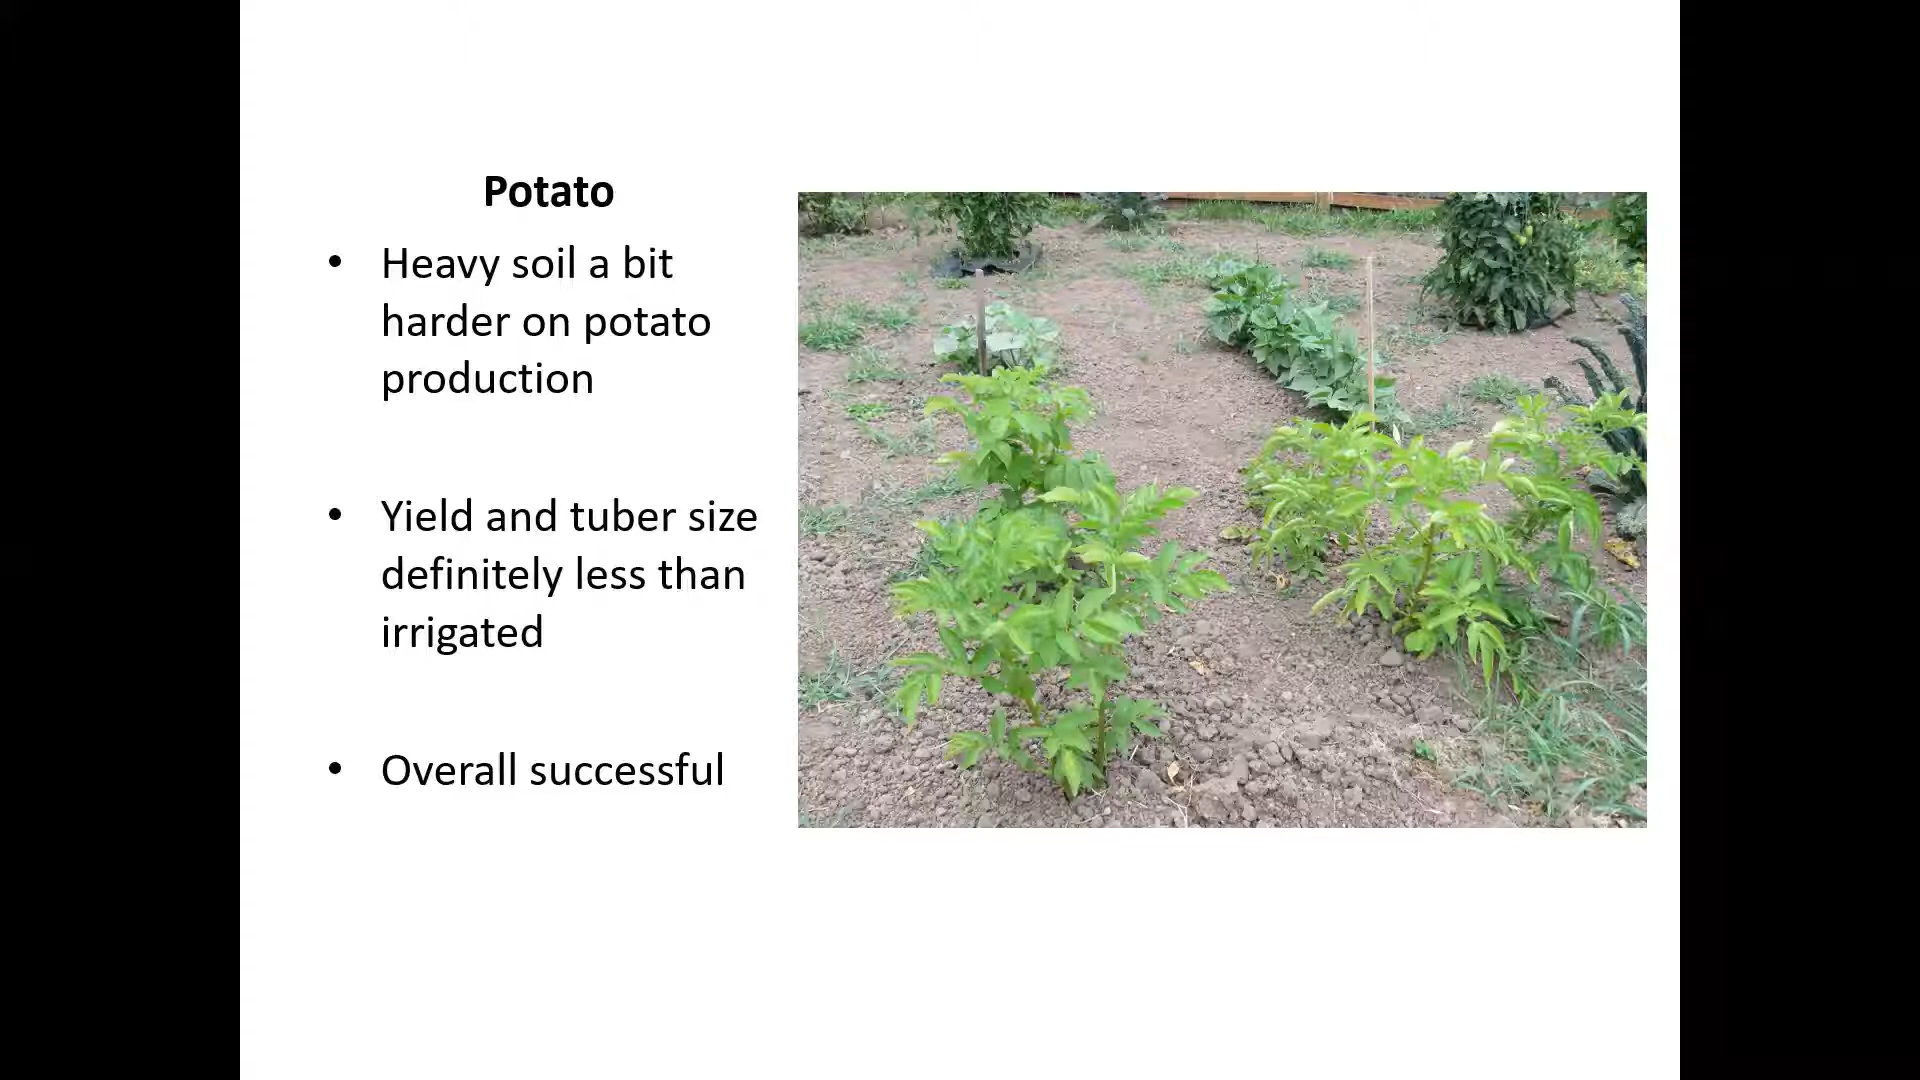 Potato
• Heavy soil a bit
harder on potato
production
• Yield and tuber size
definitely less than
irrigated
• Overall successful